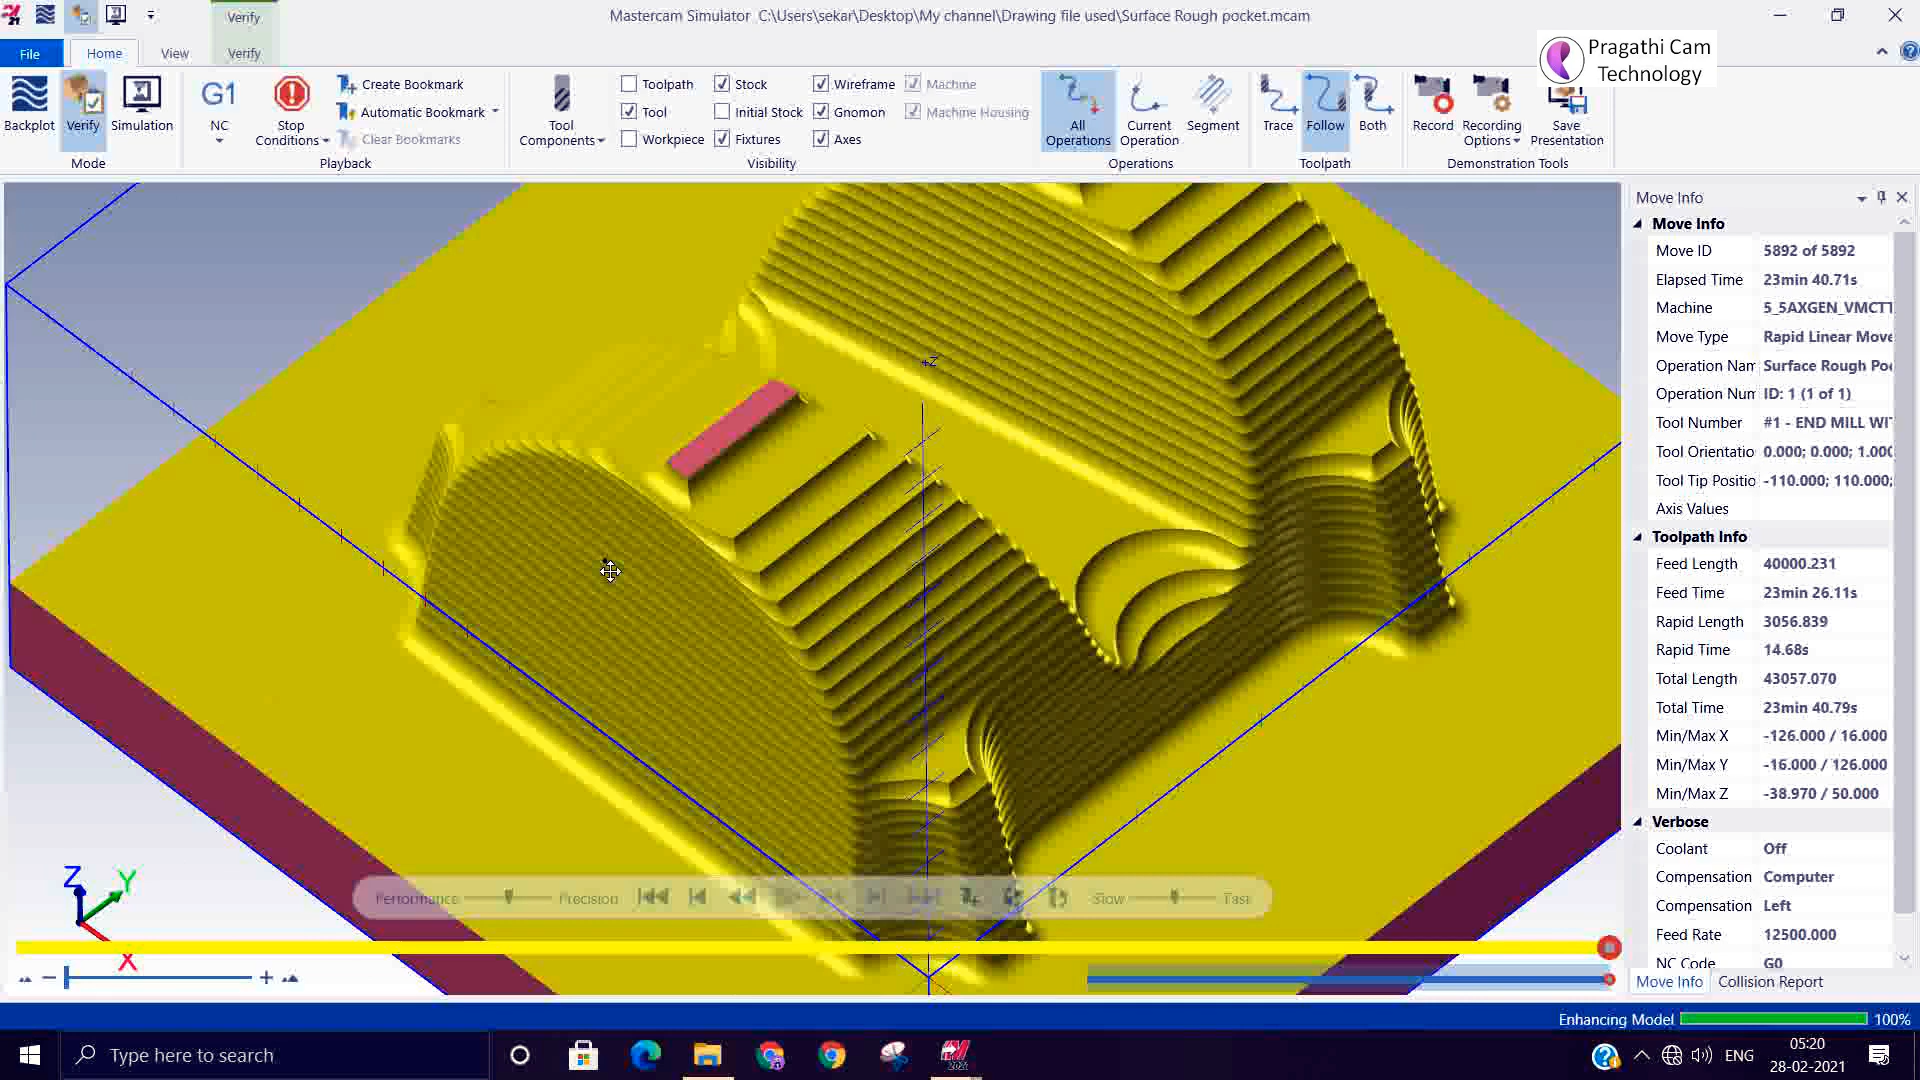 Verify
Mastercam Simulator  C:\Users\sekar\Desktop\My channel\Drawing file used\Surface Rough pocket.mcam
Pragathi Cam
Technology
File
Home
View
Verify
Backplot
Verify
Simulation
Mode
G1
NC
Stop
Conditions
Create Bookmark
Automatic Bookmark
Clear Bookmarks
Playback
Tool
Components
Toolpath
Tool
Workpiece
Stock
Initial Stock
Fixtures
Wireframe
Gnomon
Axes
Machine
Machine Housing
Visibility
All
Operations
Current
Operation
Segment
Operations
Trace
Follow
Both
Toolpath
Record
Recording
Options
Save
Presentation
Demonstration Tools
+Z
Z
Y
X
Performance
Precision
Slow
Fast
Move Info
Move Info
Move ID 5892 of 5892
Elapsed Time 23min 40.71s
Machine 5_5AXGEN_VMCTT
Move Type Rapid Linear Move
Operation Nam Surface Rough Po
Operation Num ID: 1 (1 of 1)
Tool Number #1 - END MILL WI
Tool Orientatio 0.000; 0.000; 1.000
Tool Tip Positio -110.000; 110.000;
Axis Values
Toolpath Info
Feed Length 40000.231
Feed Time 23min 26.11s
Rapid Length 3056.839
Rapid Time 14.68s
Total Length 43057.070
Total Time 23min 40.79s
Min/Max X -126.000 / 16.000
Min/Max Y -16.000 / 126.000
Min/Max Z -38.970 / 50.000
Verbose
Coolant Off
Compensation Computer
Compensation Left
Feed Rate 12500.000
NC Code G0
Move Info
Collision Report
Enhancing Model
100%
Type here to search
ENG
05:20
28-02-2021